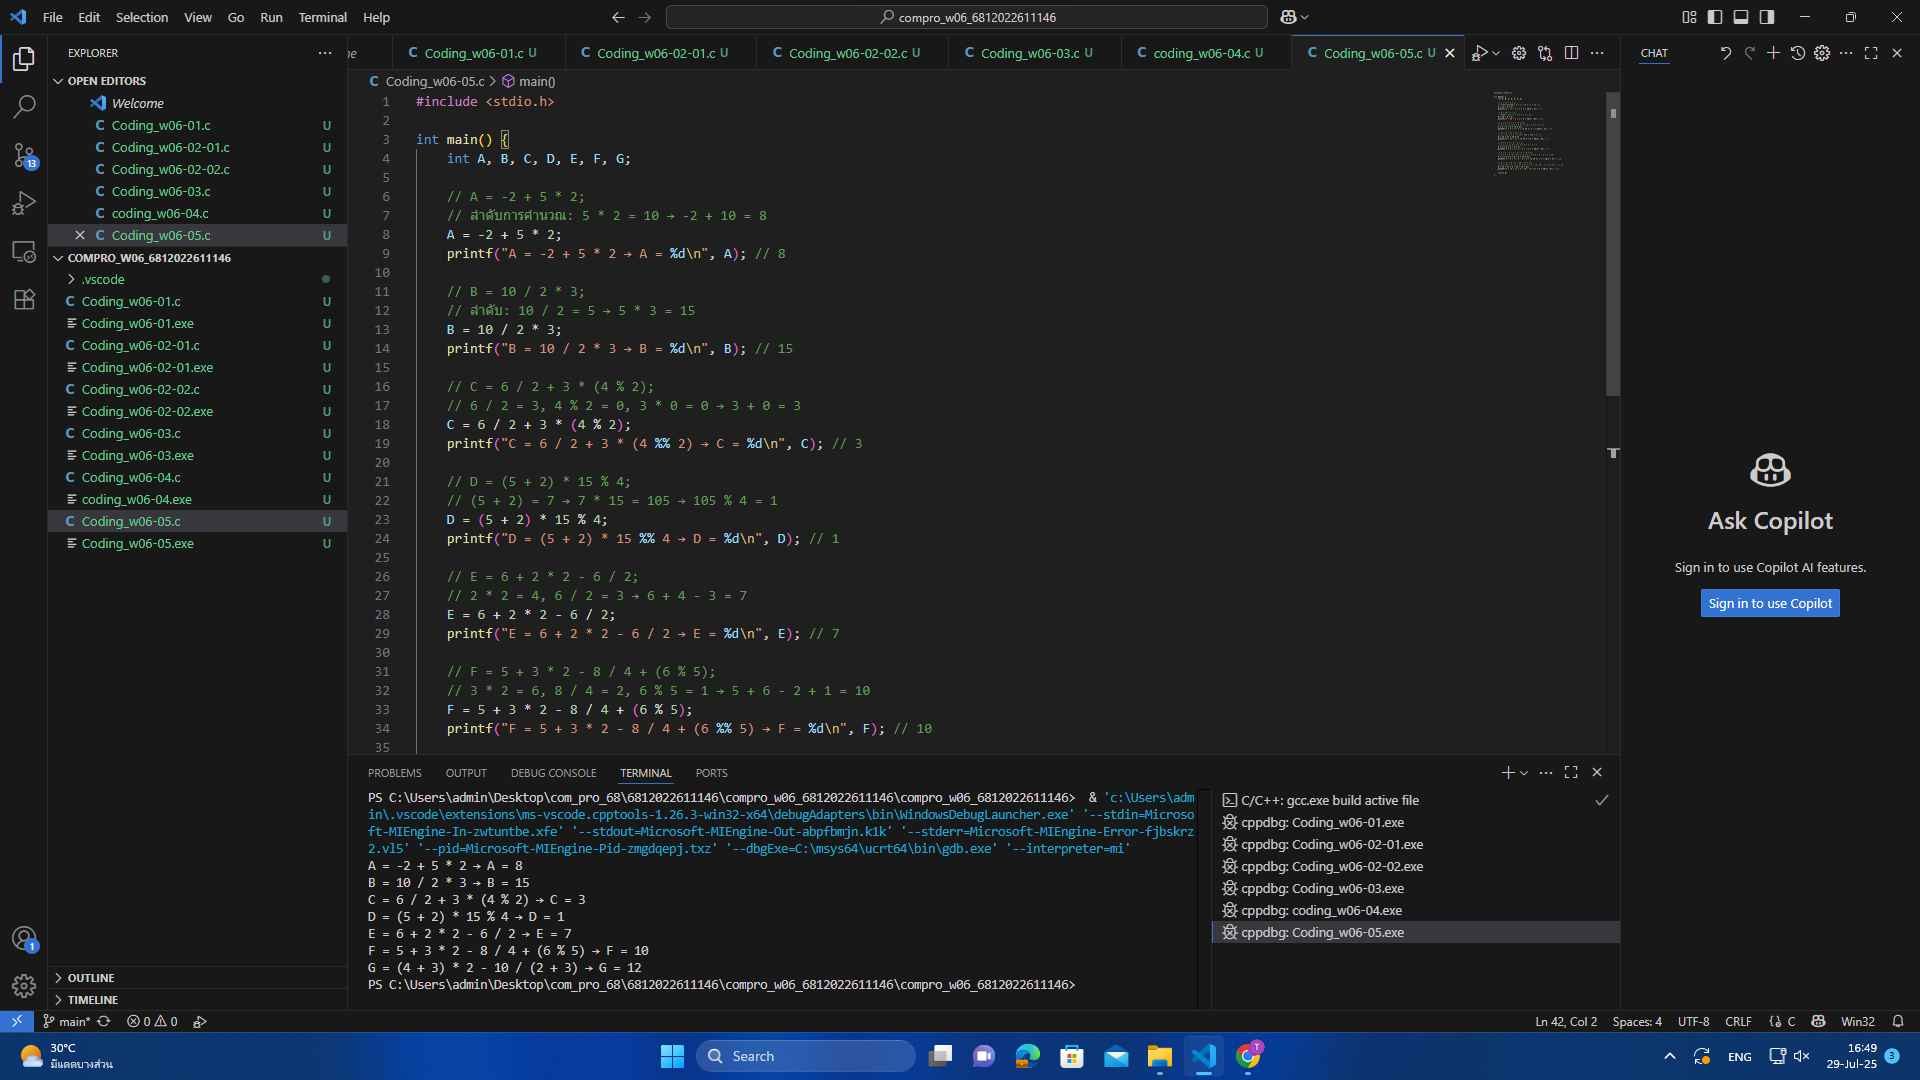 File Edit Selection View Go Run Terminal Help
compro_w06_6812022611146
EXPLORER
OPEN EDITORS
Welcome
Coding_w06-01.c U
Coding_w06-02-01.c U
Coding_w06-02-02.c U
Coding_w06-03.c U
coding_w06-04.c U
Coding_w06-05.c U
COMPRO_W06_6812022611146
.vscode
Coding_w06-01.c U
Coding_w06-01.exe U
Coding_w06-02-01.c U
Coding_w06-02-01.exe U
Coding_w06-02-02.c U
Coding_w06-02-02.exe U
Coding_w06-03.c U
Coding_w06-03.exe U
Coding_w06-04.c U
coding_w06-04.exe U
Coding_w06-05.c U
Coding_w06-05.exe U
OUTLINE
TIMELINE
Coding_w06-01.c U Coding_w06-02-01.c U Coding_w06-02-02.c U Coding_w06-03.c U coding_w06-04.c U Coding_w06-05.c U
Coding_w06-05.c > main()
1 #include <stdio.h>
2
3 int main() {
4 int A, B, C, D, E, F, G;
5
6 // A = -2 + 5 * 2;
7 // ลำดับการคำนวณ: 5 * 2 = 10 → -2 + 10 = 8
8 A = -2 + 5 * 2;
9 printf("A = -2 + 5 * 2 → A = %d\n", A); // 8
10
11 // B = 10 / 2 * 3;
12 // ลำดับ: 10 / 2 = 5 → 5 * 3 = 15
13 B = 10 / 2 * 3;
14 printf("B = 10 / 2 * 3 → B = %d\n", B); // 15
15
16 // C = 6 / 2 + 3 * (4 % 2);
17 // 6 / 2 = 3, 4 % 2 = 0, 3 * 0 = 0 → 3 + 0 = 3
18 C = 6 / 2 + 3 * (4 % 2);
19 printf("C = 6 / 2 + 3 * (4 %% 2) → C = %d\n", C); // 3
20
21 // D = (5 + 2) * 15 % 4;
22 // (5 + 2) = 7 → 7 * 15 = 105 → 105 % 4 = 1
23 D = (5 + 2) * 15 % 4;
24 printf("D = (5 + 2) * 15 %% 4 → D = %d\n", D); // 1
25
26 // E = 6 + 2 * 2 - 6 / 2;
27 // 2 * 2 = 4, 6 / 2 = 3 → 6 + 4 - 3 = 7
28 E = 6 + 2 * 2 - 6 / 2;
29 printf("E = 6 + 2 * 2 - 6 / 2 → E = %d\n", E); // 7
30
31 // F = 5 + 3 * 2 - 8 / 4 + (6 % 5);
32 // 3 * 2 = 6, 8 / 4 = 2, 6 % 5 = 1 → 5 + 6 - 2 + 1 = 10
33 F = 5 + 3 * 2 - 8 / 4 + (6 % 5);
34 printf("F = 5 + 3 * 2 - 8 / 4 + (6 %% 5) → F = %d\n", F); // 10
35
PROBLEMS OUTPUT DEBUG CONSOLE TERMINAL PORTS
PS C:\Users\admin\Desktop\com_pro_68\6812022611146\compro_w06_6812022611146\compro_w06_6812022611146> & 'c:\Users\adm
in\.vscode\extensions\ms-vscode.cpptools-1.26.3-win32-x64\debugAdapters\bin\WindowsDebugLauncher.exe' '--stdin=Microso
ft-MIEngine-In-zwtuntbe.xfe' '--stdout=Microsoft-MIEngine-Out-abpfbmjn.k1k' '--stderr=Microsoft-MIEngine-Error-fjbskrz
2.vl5' '--pid=Microsoft-MIEngine-Pid-zmgdqepj.txz' '--dbgExe=C:\msys64\ucrt64\bin\gdb.exe' '--interpreter=mi'
A = -2 + 5 * 2 → A = 8
B = 10 / 2 * 3 → B = 15
C = 6 / 2 + 3 * (4 % 2) → C = 3
D = (5 + 2) * 15 % 4 → D = 1
E = 6 + 2 * 2 - 6 / 2 → E = 7
F = 5 + 3 * 2 - 8 / 4 + (6 % 5) → F = 10
G = (4 + 3) * 2 - 10 / (2 + 3) → G = 12
PS C:\Users\admin\Desktop\com_pro_68\6812022611146\compro_w06_6812022611146\compro_w06_6812022611146>
C/C++: gcc.exe build active file
cppdbg: Coding_w06-01.exe
cppdbg: Coding_w06-02-01.exe
cppdbg: Coding_w06-02-02.exe
cppdbg: Coding_w06-03.exe
cppdbg: coding_w06-04.exe
cppdbg: Coding_w06-05.exe
CHAT
Ask Copilot
Sign in to use Copilot AI features.
Sign in to use Copilot
13
1
main* 0 0
Ln 42, Col 2 Spaces: 4 UTF-8 CRLF C Win32
30°C
มีแดดบางส่วน
Search
T
ENG
16:49
29-Jul-25
3